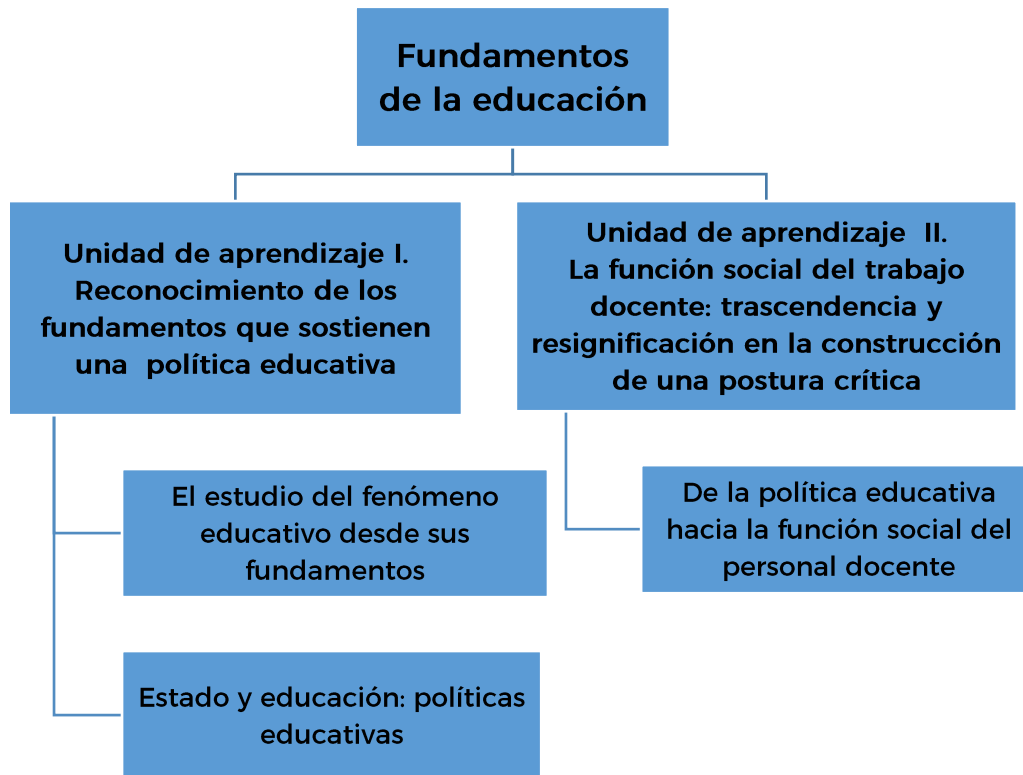 Fundamentos
de la educación
Unidad de aprendizaje I.
Reconocimiento de los
fundamentos que sostienen
una política educativa
Unidad de aprendizaje II.
La función social del trabajo
docente: trascendencia y
resignificación en la construcción
de una postura crítica
El estudio del fenómeno
educativo desde sus
fundamentos
De la política educativa
hacia la función social del
personal docente
Estado y educación: políticas
educativas